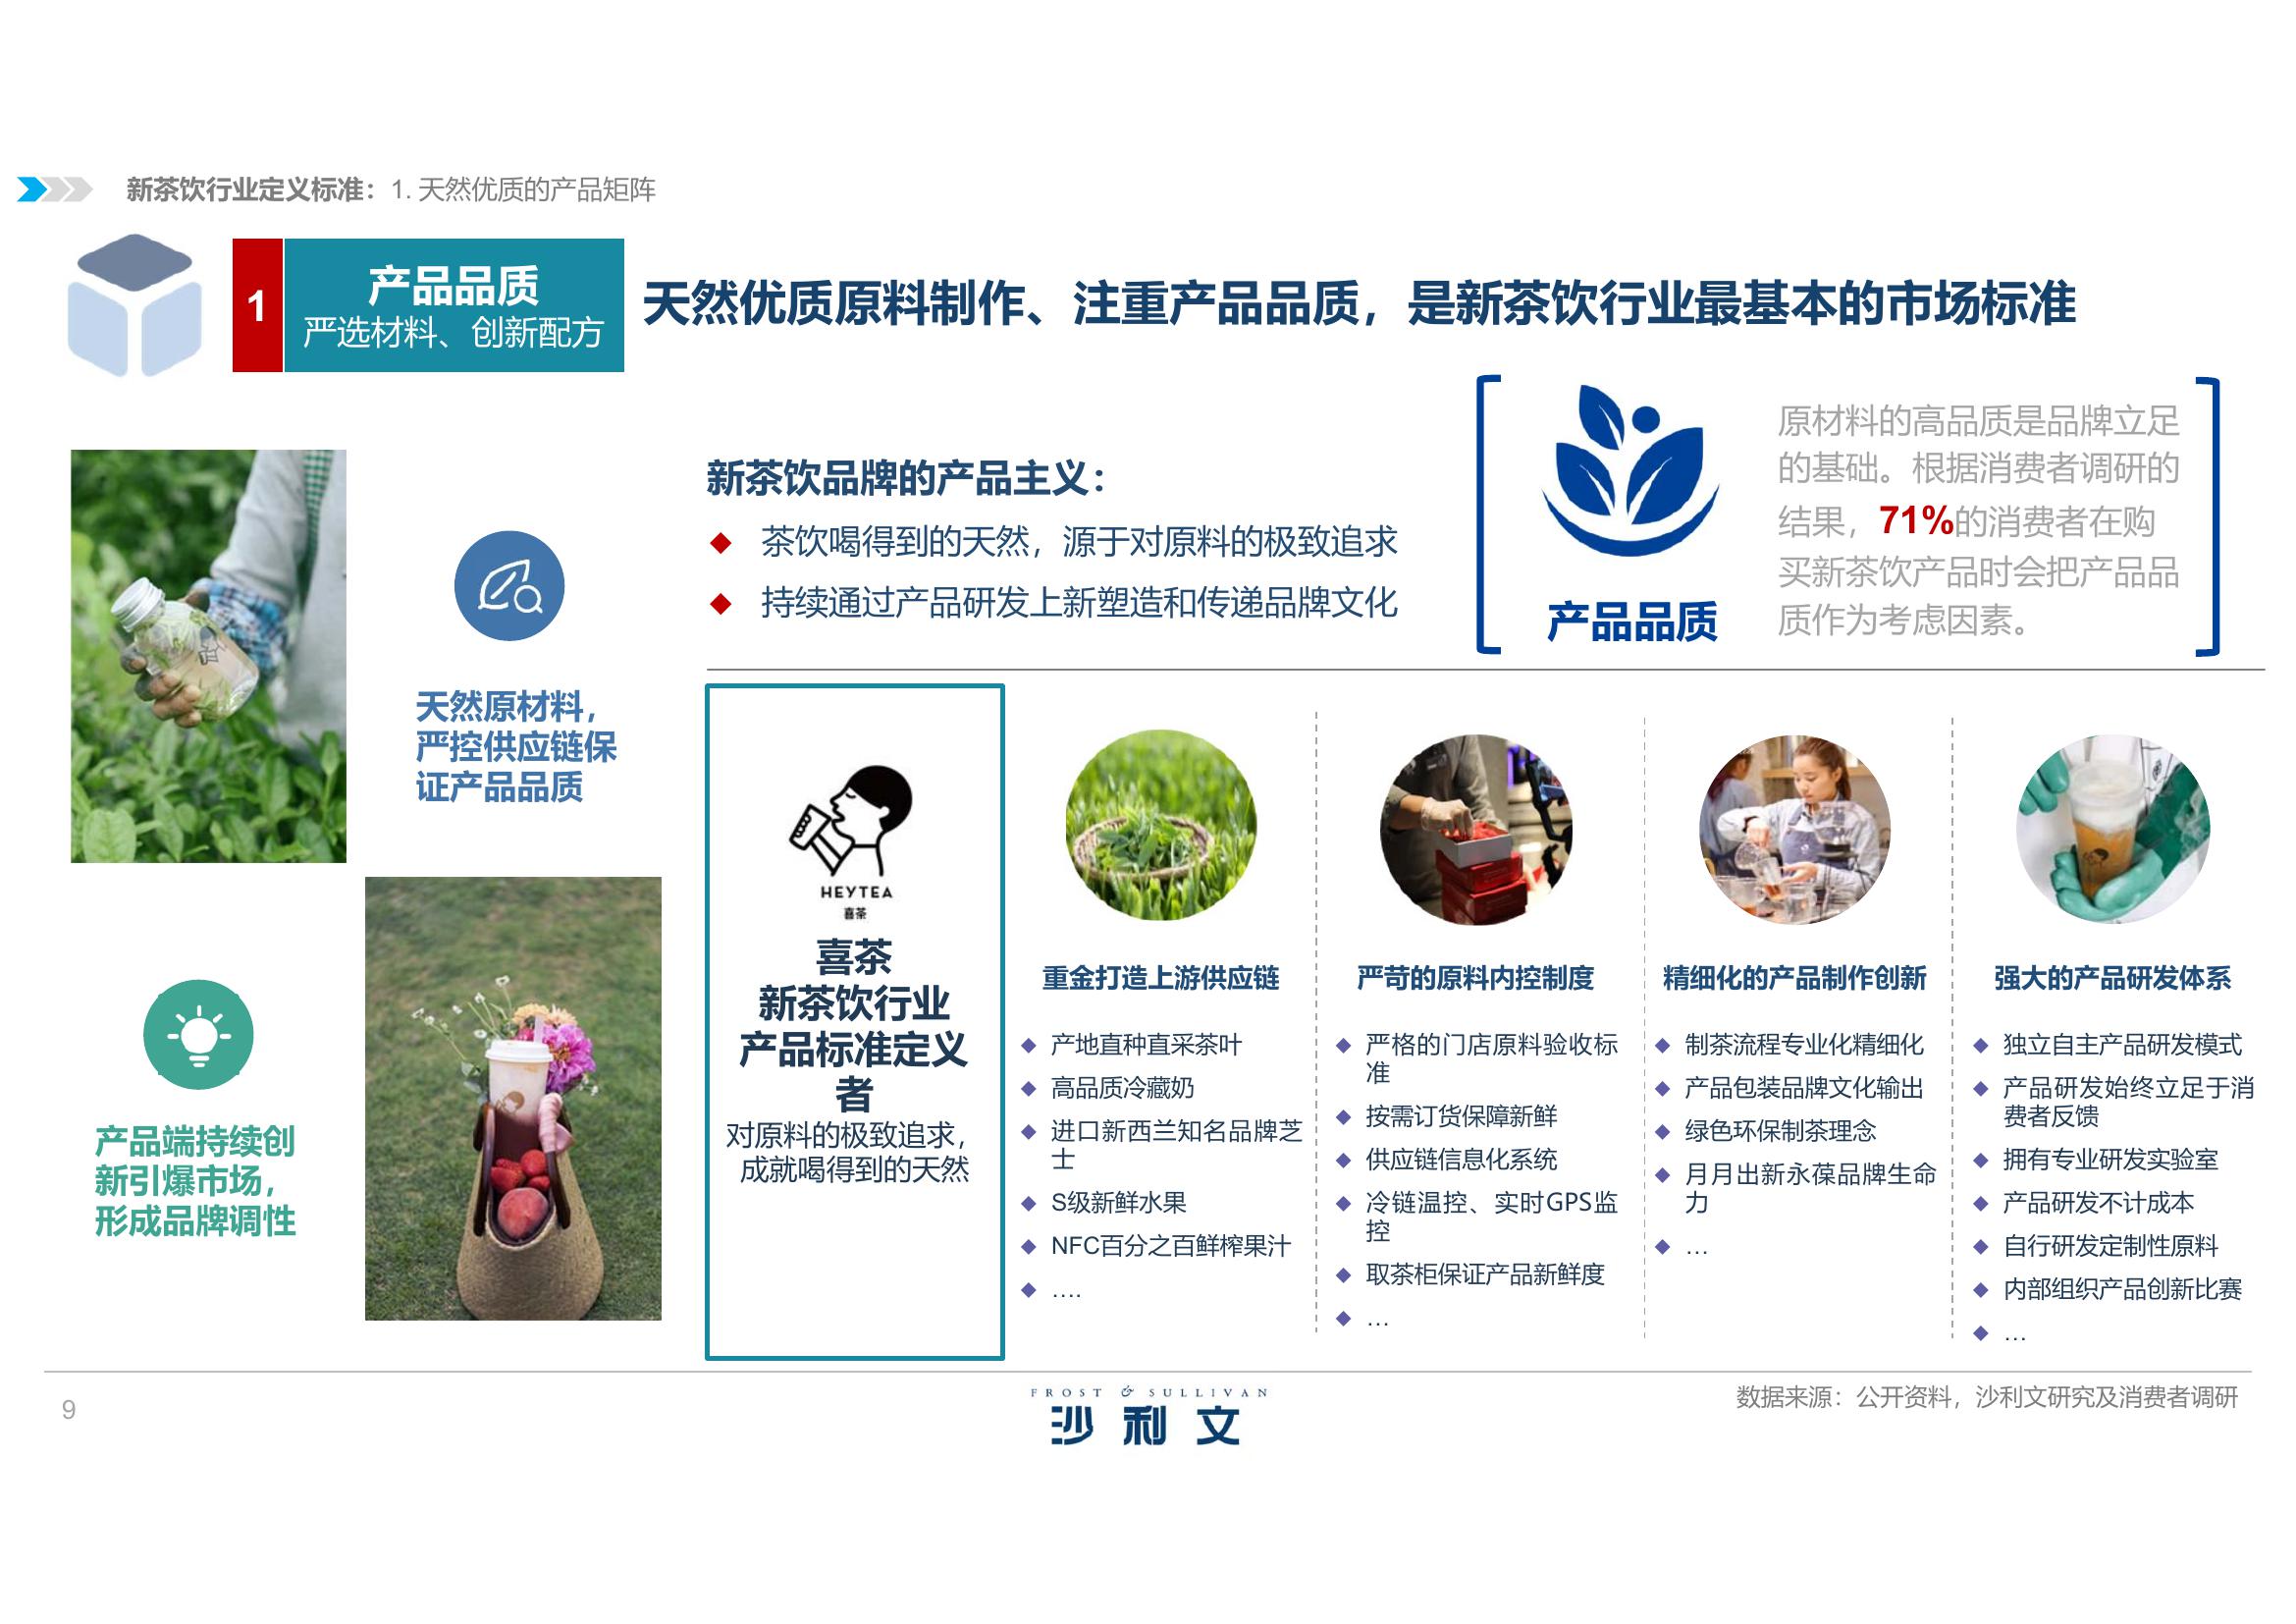 新茶饮行业定义标准：1. 天然优质的产品矩阵
1
产品品质
严选材料、创新配方
天然优质原料制作、注重产品品质，是新茶饮行业最基本的市场标准
新茶饮品牌的产品主义：
茶饮喝得到的天然，源于对原料的极致追求
持续通过产品研发上新塑造和传递品牌文化
产品品质
原材料的高品质是品牌立足
的基础。根据消费者调研的
结果，71%的消费者在购
买新茶饮产品时会把产品品
质作为考虑因素。
天然原材料，
严控供应链保
证产品品质
产品端持续创
新引爆市场，
形成品牌调性
HEYTEA
喜茶
喜茶
新茶饮行业
产品标准定义
者
对原料的极致追求，
成就喝得到的天然
重金打造上游供应链
产地直种直采茶叶
高品质冷藏奶
进口新西兰知名品牌芝
士
S级新鲜水果
NFC百分之百鲜榨果汁
....
严苛的原料内控制度
严格的门店原料验收标
准
按需订货保障新鲜
供应链信息化系统
冷链温控、实时GPS监
控
取茶柜保证产品新鲜度
...
精细化的产品制作创新
制茶流程专业化精细化
产品包装品牌文化输出
绿色环保制茶理念
月月出新永葆品牌生命
力
...
强大的产品研发体系
独立自主产品研发模式
产品研发始终立足于消
费者反馈
拥有专业研发实验室
产品研发不计成本
自行研发定制性原料
内部组织产品创新比赛
...
9
FROST & SULLIVAN
沙利文
数据来源：公开资料，沙利文研究及消费者调研